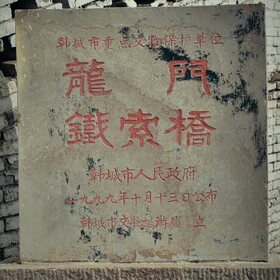 韩城市重点文物保护单位
龍門
鐵索橋
韩城市人民政府
一九九九年十月十三日公布
韩城市文物旅游局 立